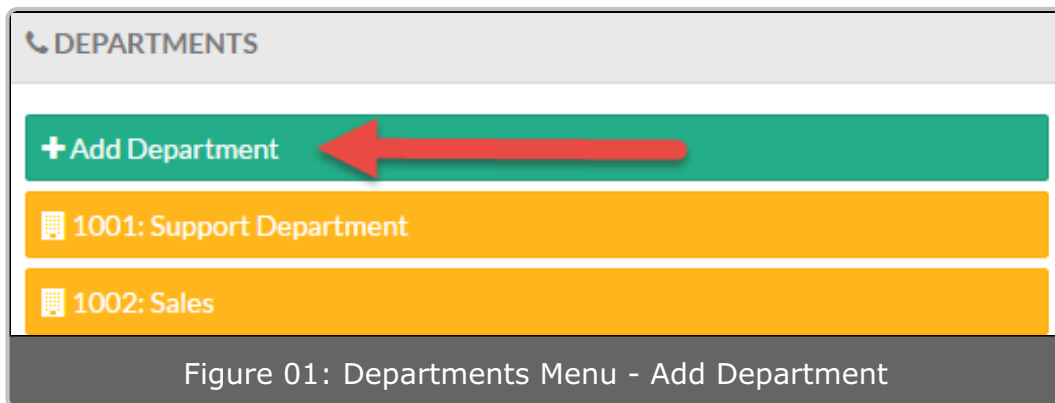 DEPARTMENTS
Add Department
1001: Support Department
1002: Sales
Figure 01: Departments Menu - Add Department